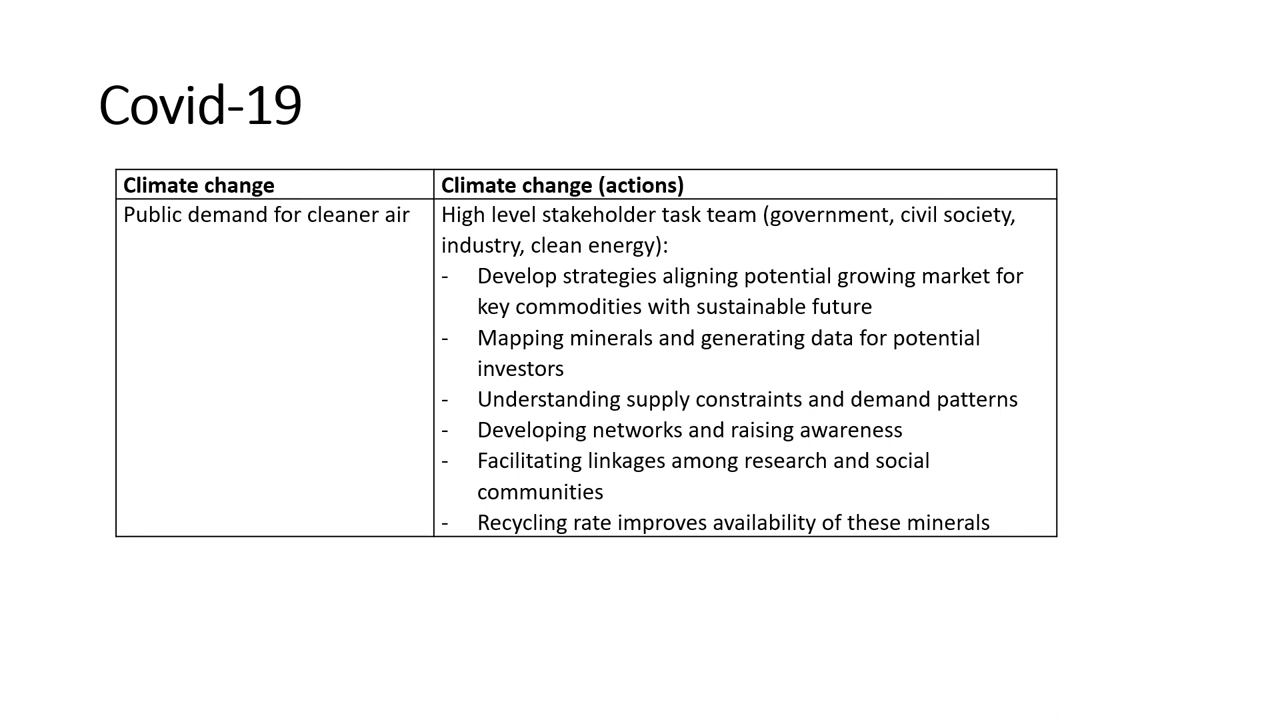 Covid-19
Climate change
Climate change (actions)
Public demand for cleaner air
High level stakeholder task team (government, civil society,
industry, clean energy):
- Develop strategies aligning potential growing market for
key commodities with sustainable future
- Mapping minerals and generating data for potential
investors
- Understanding supply constraints and demand patterns
- Developing networks and raising awareness
- Facilitating linkages among research and social
communities
- Recycling rate improves availability of these minerals